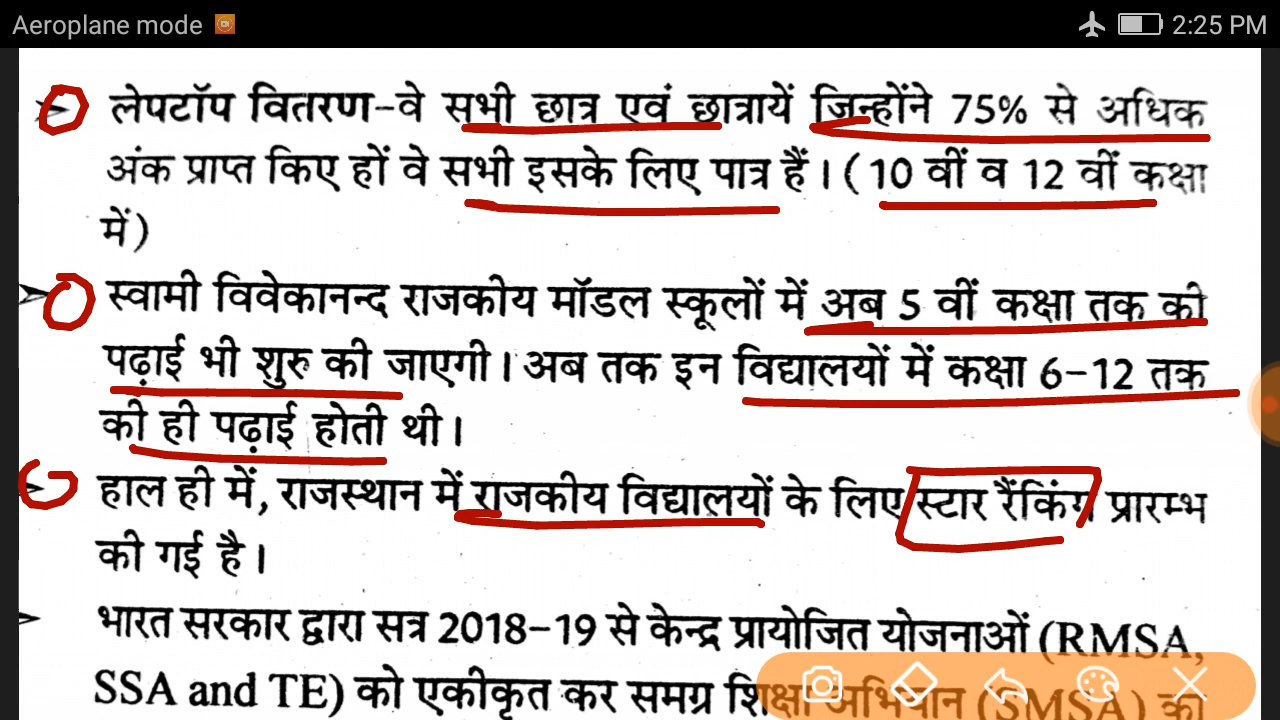 Aeroplane mode 2:25 PM
लेपटॉप वितरण-वे सभी छात्र एवं छात्रायें जिन्होंने 75% से अधिक
अंक प्राप्त किए हों वे सभी इसके लिए पात्र हैं। (10 वीं व 12 वीं कक्षा
में)
स्वामी विवेकानन्द राजकीय मॉडल स्कूलों में अब 5 वीं कक्षा तक की
पढ़ाई भी शुरु की जाएगी। अब तक इन विद्यालयों में कक्षा 6-12 तक
की ही पढ़ाई होती थी।
हाल ही में, राजस्थान में राजकीय विद्यालयों के लिए स्टार रैंकिंग प्रारम्भ
की गई है।
भारत सरकार द्वारा सत्र 2018-19 से केन्द्र प्रायोजित योजनाओं (RMSA,
SSA and TE) को एकीकृत कर समग्र शिक्षा अभियान (SMSA) को